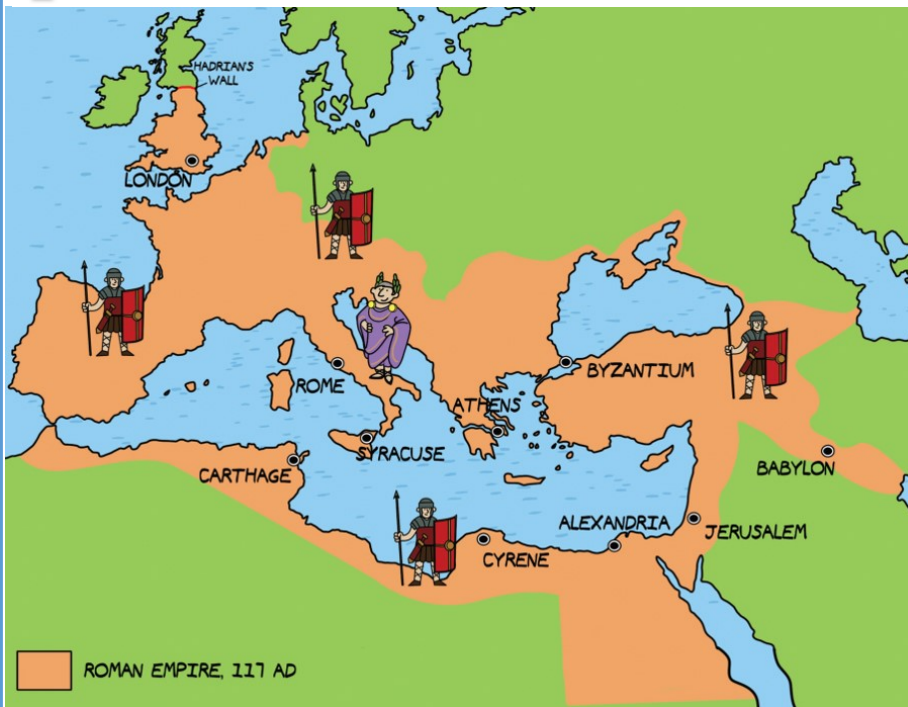 HADRIAN'S
WALL
LONDON
ROME
BYZANTIUM
ATHENS
SYRACUSE
CARTHAGE
BABYLON
ALEXANDRIA
JERUSALEM
CYRENE
ROMAN EMPIRE, 117 AD